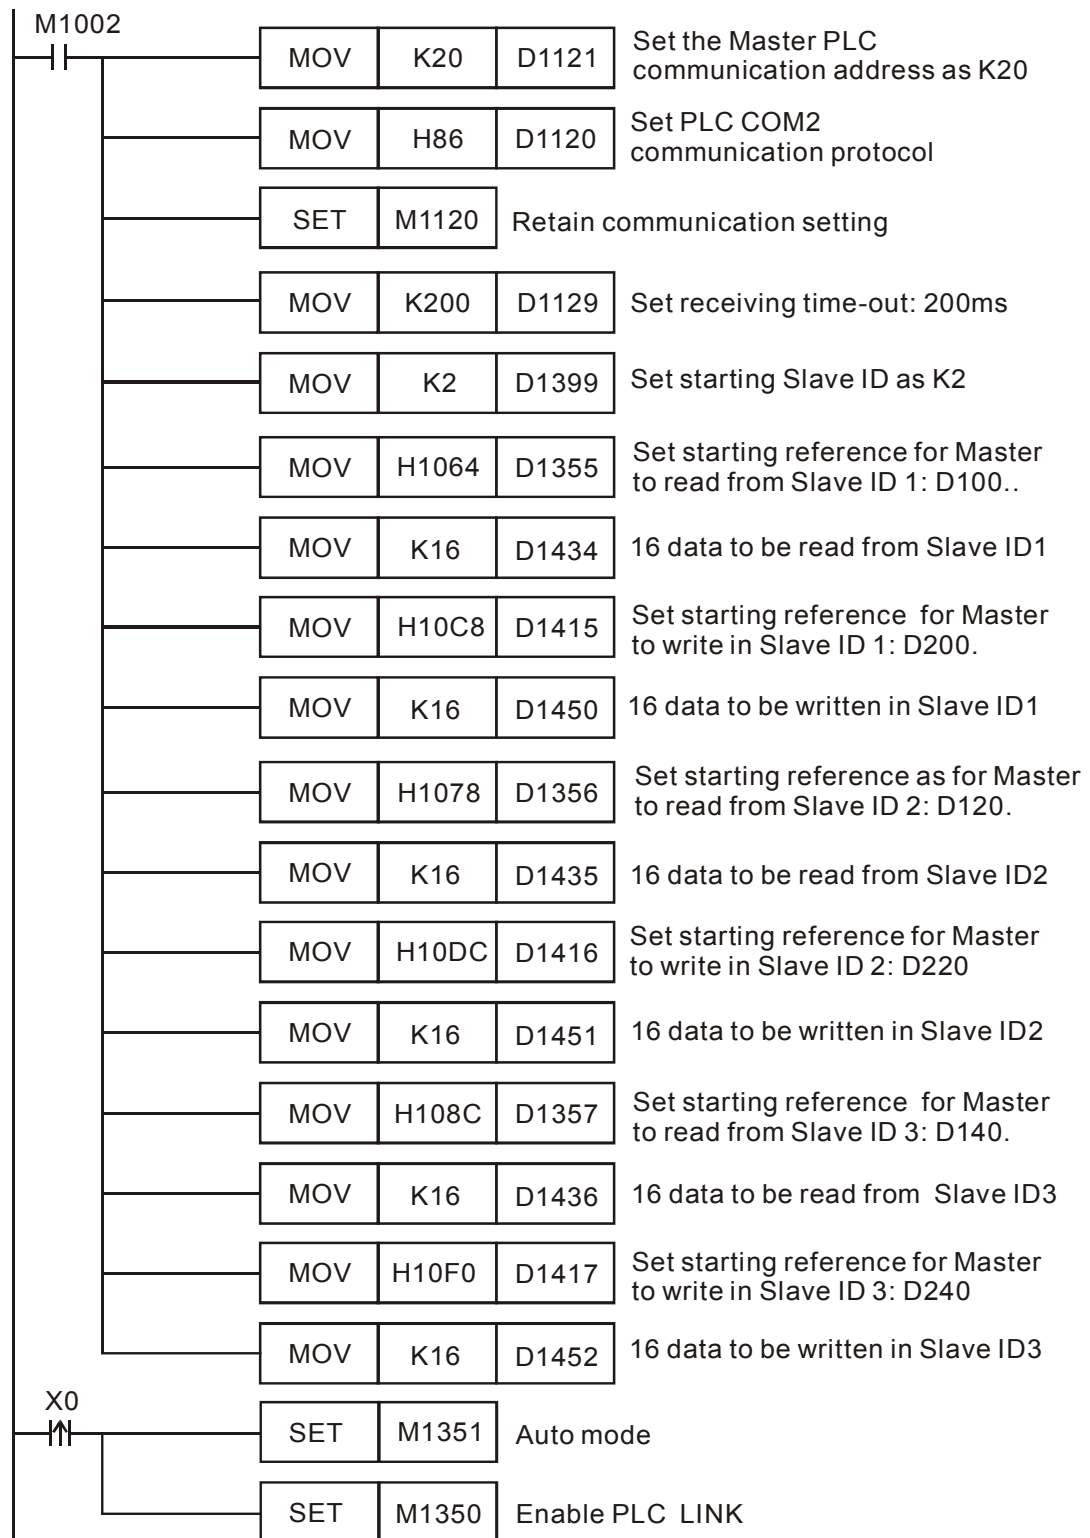 M1002
MOV K20 D1121 Set the Master PLC
communication address as K20
MOV H86 D1120 Set PLC COM2
communication protocol
SET M1120 Retain communication setting
MOV K200 D1129 Set receiving time-out: 200ms
MOV K2 D1399 Set starting Slave ID as K2
MOV H1064 D1355 Set starting reference for Master
to read from Slave ID 1: D100..
MOV K16 D1434 16 data to be read from Slave ID1
MOV H10C8 D1415 Set starting reference for Master
to write in Slave ID 1: D200.
MOV K16 D1450 16 data to be written in Slave ID1
MOV H1078 D1356 Set starting reference as for Master
to read from Slave ID 2: D120.
MOV K16 D1435 16 data to be read from Slave ID2
MOV H10DC D1416 Set starting reference for Master
to write in Slave ID 2: D220
MOV K16 D1451 16 data to be written in Slave ID2
MOV H108C D1357 Set starting reference for Master
to read from Slave ID 3: D140.
MOV K16 D1436 16 data to be read from Slave ID3
MOV H10F0 D1417 Set starting reference for Master
to write in Slave ID 3: D240
MOV K16 D1452 16 data to be written in Slave ID3
X0
SET M1351 Auto mode
SET M1350 Enable PLC LINK